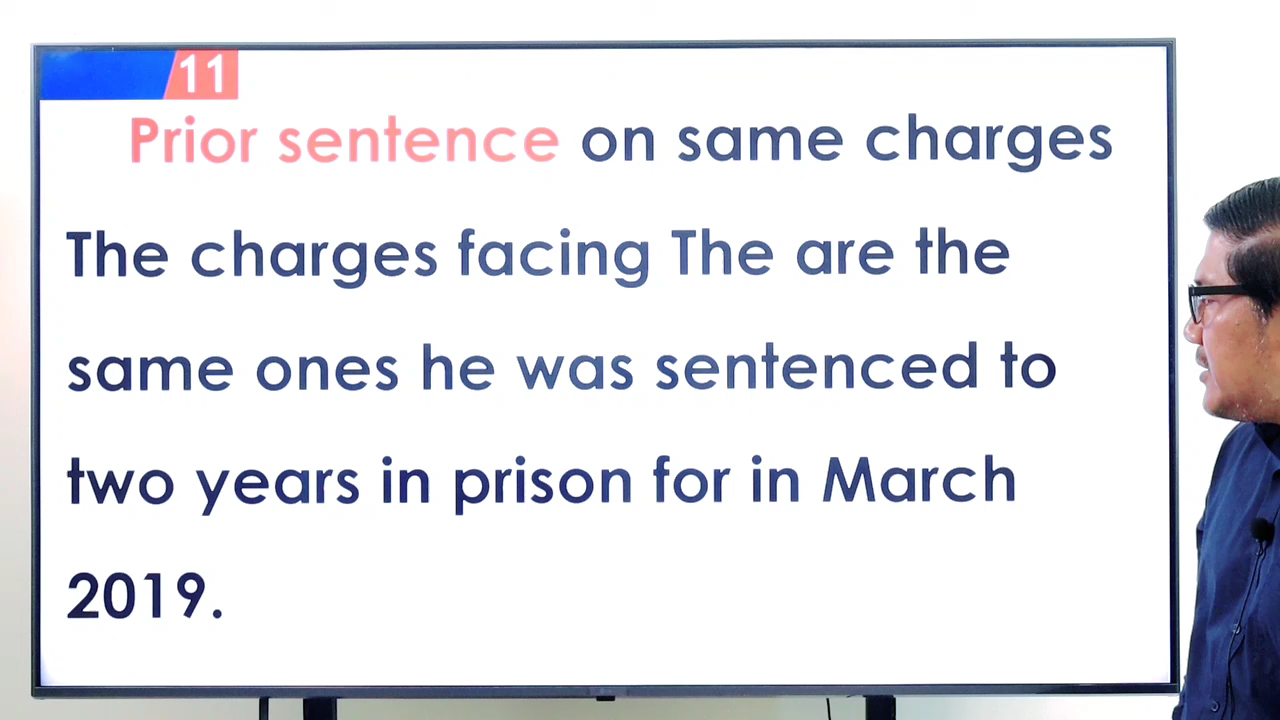 11
Prior sentence on same charges
The charges facing The are the
same ones he was sentenced to
two years in prison for in March
2019.